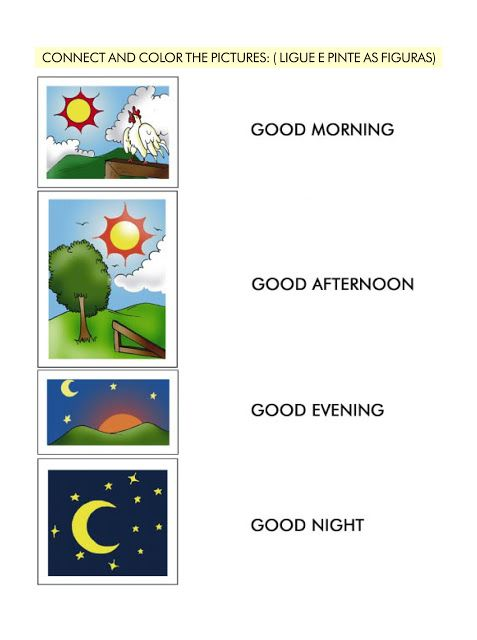 CONNECT AND COLOR THE PICTURES: ( LIGUE E PINTE AS FIGURAS)
GOOD MORNING
GOOD AFTERNOON
GOOD EVENING
GOOD NIGHT